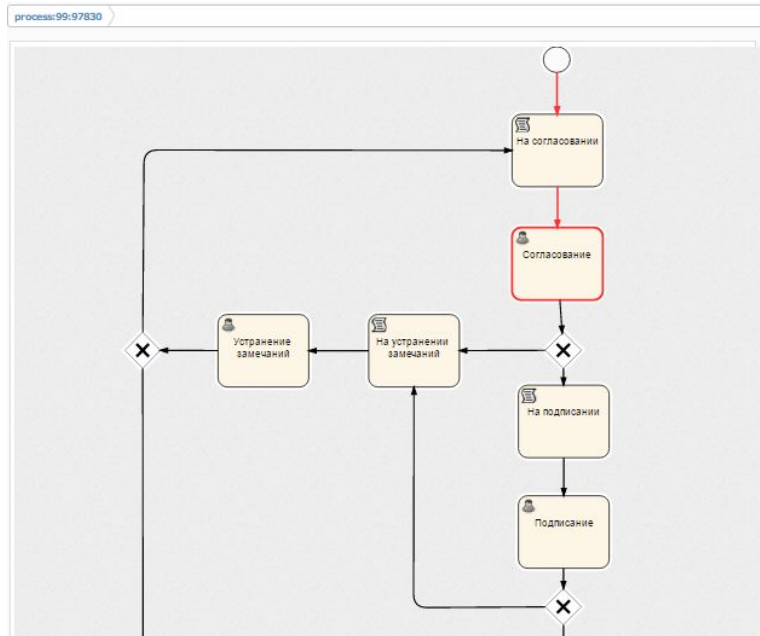 process:99:97830
На согласовании
Согласование
Устранение
замечаний
На устранении
замечаний
На подписании
Подписание